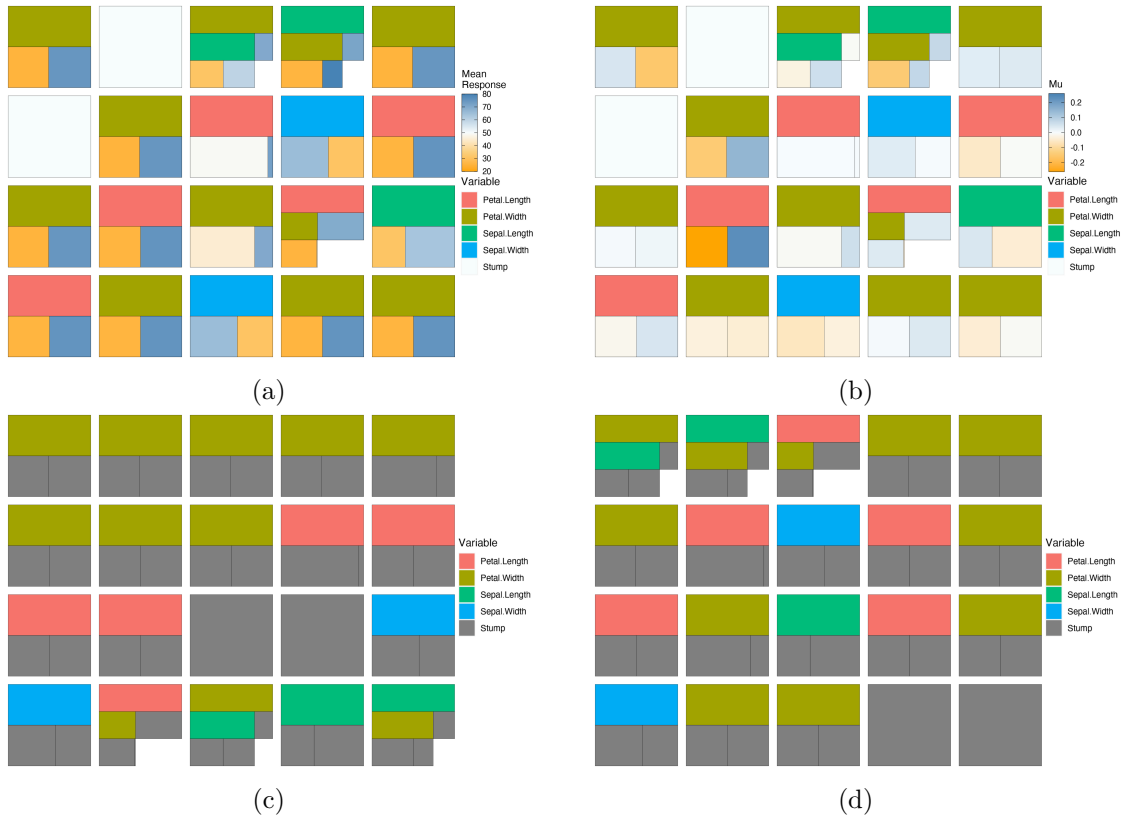 Mean
Response
80
70
60
50
40
30
20
Variable
Petal.Length
Petal.Width
Sepal.Length
Sepal.Width
Stump
(a)
Mu
0.2
0.1
0.0
-0.1
-0.2
Variable
Petal.Length
Petal.Width
Sepal.Length
Sepal.Width
Stump
(b)
Variable
Petal.Length
Petal.Width
Sepal.Length
Sepal.Width
Stump
(c)
Variable
Petal.Length
Petal.Width
Sepal.Length
Sepal.Width
Stump
(d)